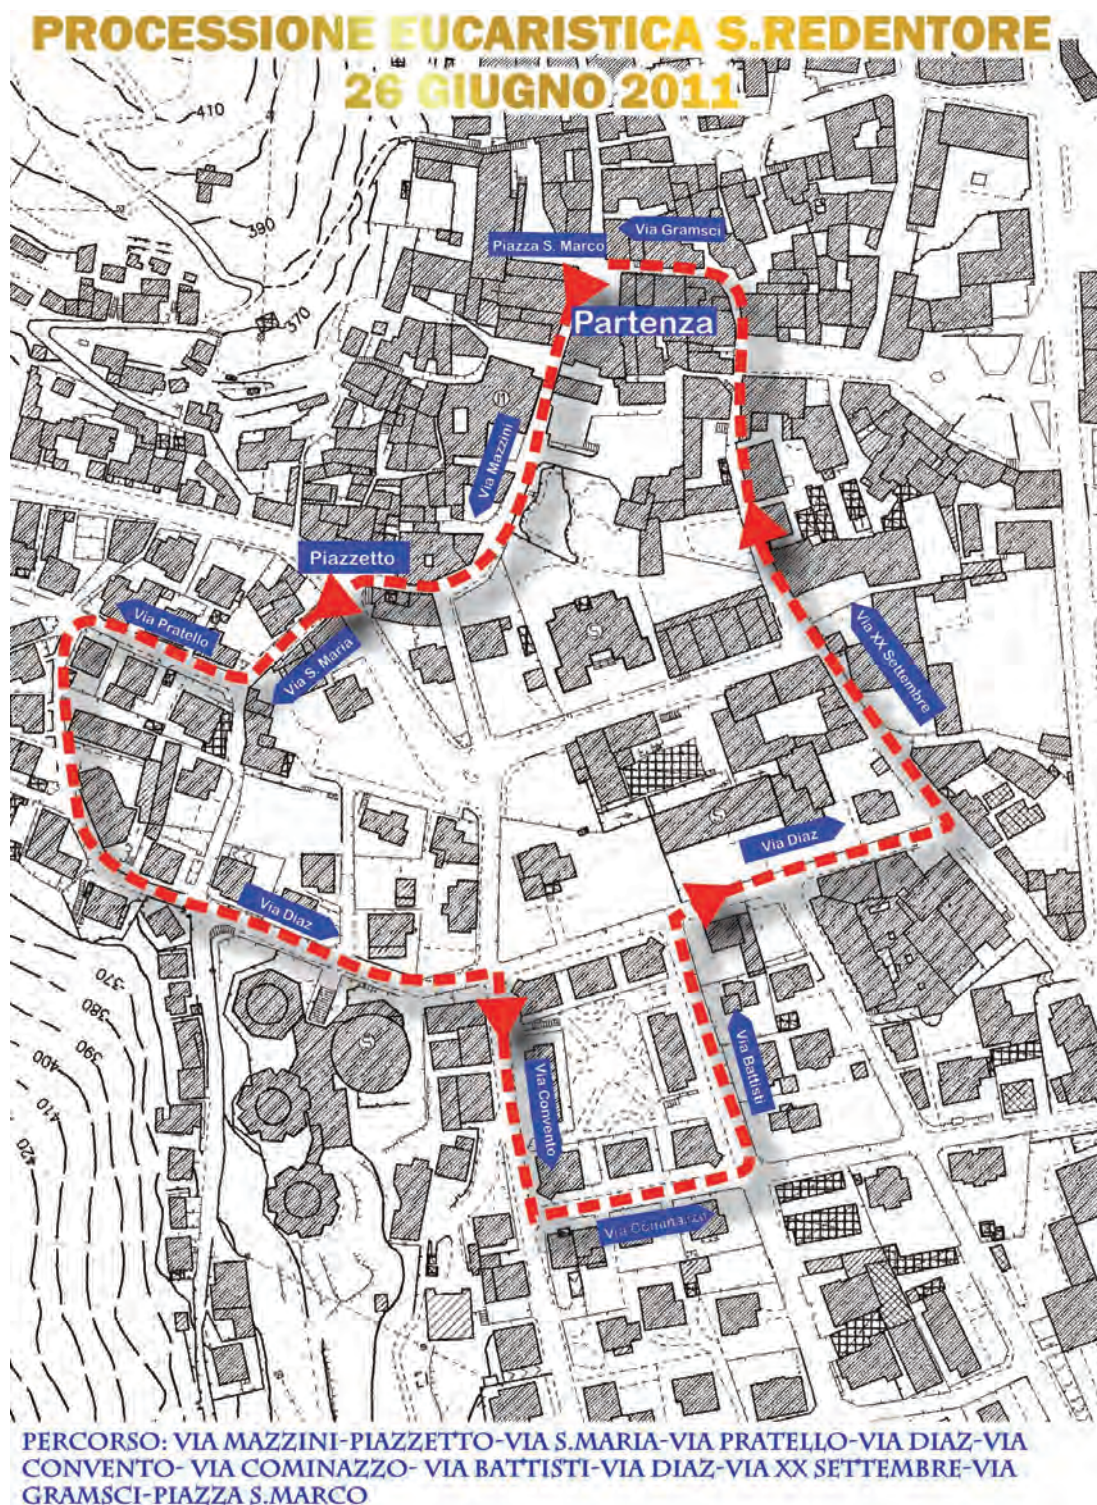 PROCESSIONE EUCARISTICA S.REDENTORE
26 GIUGNO 2011
410
390
370
Via Gramsci
Piazza S. Marco
Partenza
Via Mazzini
Piazzetto
Via Pratello
Via S. Maria
Via XX Settembre
Via Diaz
Via Diaz
370
380
390
400
410
420
Via Convento
Via Battisti
Via Cominazzo
PERCORSO: VIA MAZZINI-PIAZZETTO-VIA S.MARIA-VIA PRATELLO-VIA DIAZ-VIA
CONVENTO- VIA COMINAZZO- VIA BATTISTI-VIA DIAZ-VIA XX SETTEMBRE-VIA
GRAMSCI-PIAZZA S.MARCO